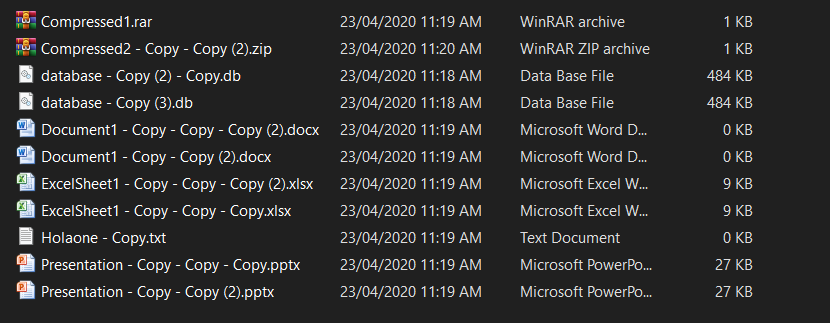 Compressed1.rar 23/04/2020 11:19 AM WinRAR archive 1 KB
Compressed2 - Copy - Copy (2).zip 23/04/2020 11:20 AM WinRAR ZIP archive 1 KB
database - Copy (2) - Copy.db 23/04/2020 11:18 AM Data Base File 484 KB
database - Copy (3).db 23/04/2020 11:18 AM Data Base File 484 KB
Document1 - Copy - Copy - Copy (2).docx 23/04/2020 11:19 AM Microsoft Word D... 0 KB
Document1 - Copy - Copy (2).docx 23/04/2020 11:19 AM Microsoft Word D... 0 KB
ExcelSheet1 - Copy - Copy - Copy (2).xlsx 23/04/2020 11:19 AM Microsoft Excel W... 9 KB
ExcelSheet1 - Copy - Copy - Copy.xlsx 23/04/2020 11:19 AM Microsoft Excel W... 9 KB
Holaone - Copy.txt 23/04/2020 11:19 AM Text Document 0 KB
Presentation - Copy - Copy - Copy.pptx 23/04/2020 11:19 AM Microsoft PowerPo... 27 KB
Presentation - Copy - Copy (2).pptx 23/04/2020 11:19 AM Microsoft PowerPo... 27 KB